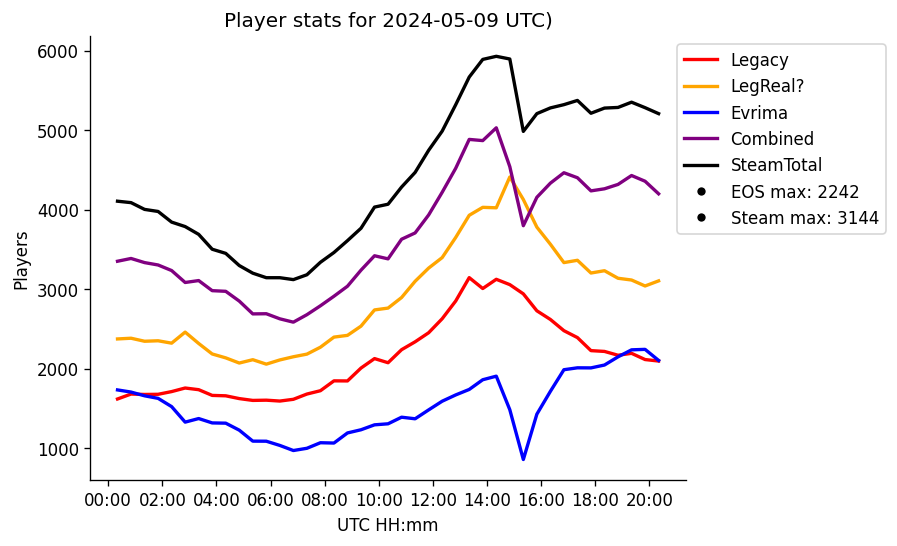 Player stats for 2024-05-09 UTC)
6000
5000
4000
3000
2000
1000
Players
00:00 02:00 04:00 06:00 08:00 10:00 12:00 14:00 16:00 18:00 20:00
UTC HH:mm
Legacy
LegReal?
Evrima
Combined
SteamTotal
EOS max: 2242
Steam max: 3144